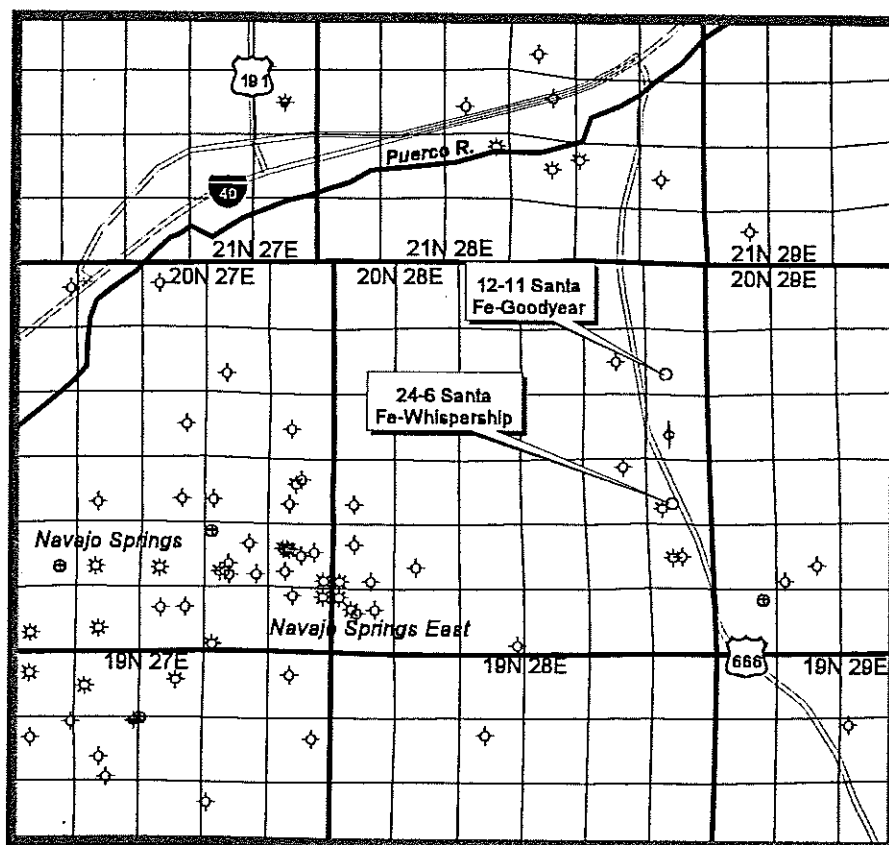 191
Puerco R.
40
21N 27E
21N 28E
21N 29E
20N 27E
20N 28E
20N 29E
12-11 Santa
Fe-Goodyear
24-6 Santa
Fe-Whispership
Navajo Springs
Navajo Springs East
19N 27E
19N 28E
666
19N 29E